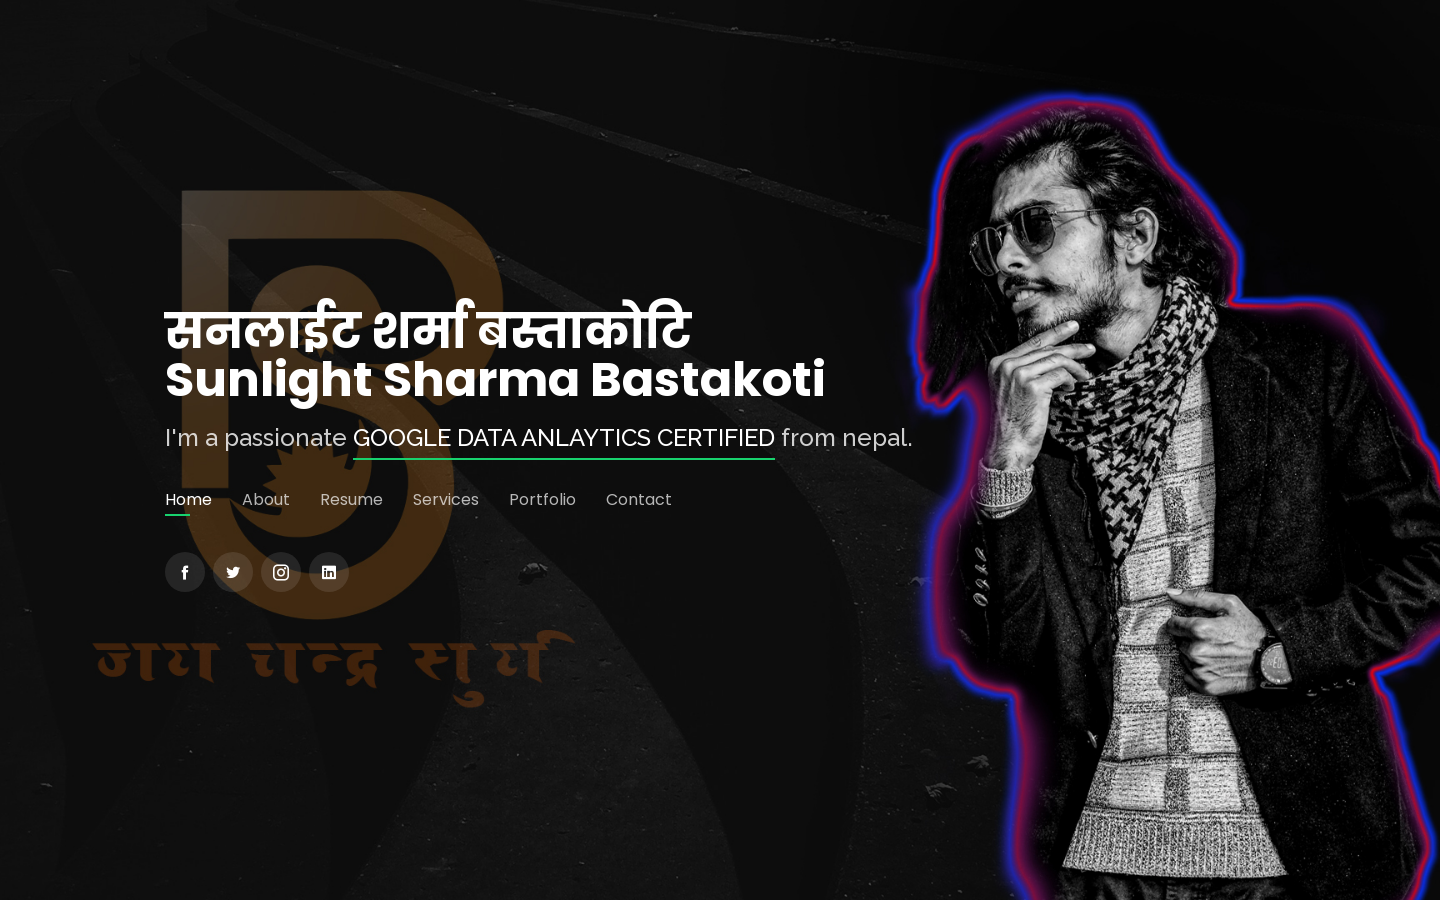 सनलाईट शर्मा बस्ताकोटि
Sunlight Sharma Bastakoti
I'm a passionate GOOGLE DATA ANLAYTICS CERTIFIED from nepal.
Home About Resume Services Portfolio Contact
जय चन्द्र सुर्य